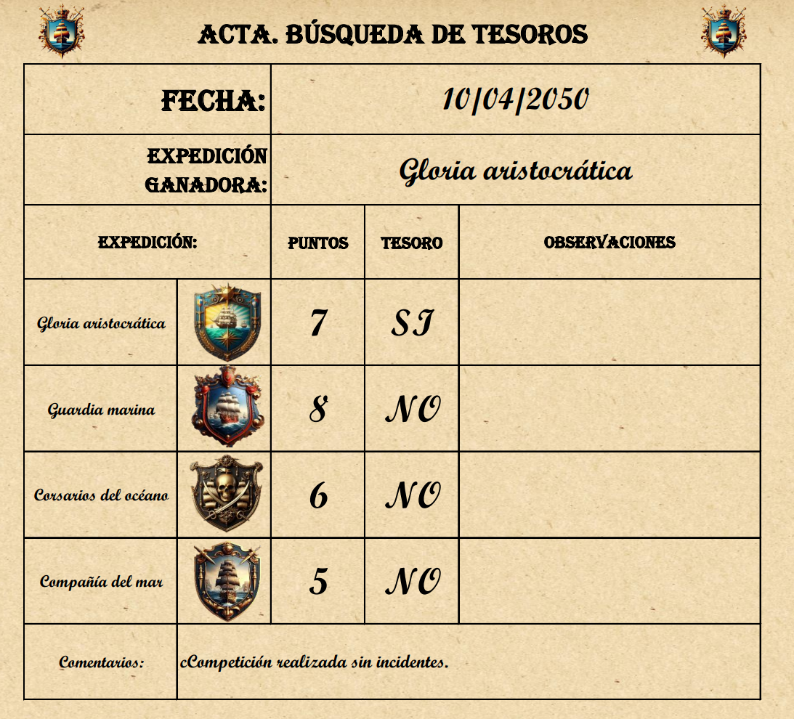 ACTA. BÚSQUEDA DE TESOROS
FECHA:
10/04/2050
EXPEDICIÓN
GANADORA:
Gloria aristocrática
EXPEDICIÓN:
PUNTOS
TESORO
OBSERVACIONES
Gloria aristocrática
7
SI
Guardia marina
8
NO
Corsarios del océano
6
NO
Compañía del mar
5
NO
Comentarios:
cCompetición realizada sin incidentes.